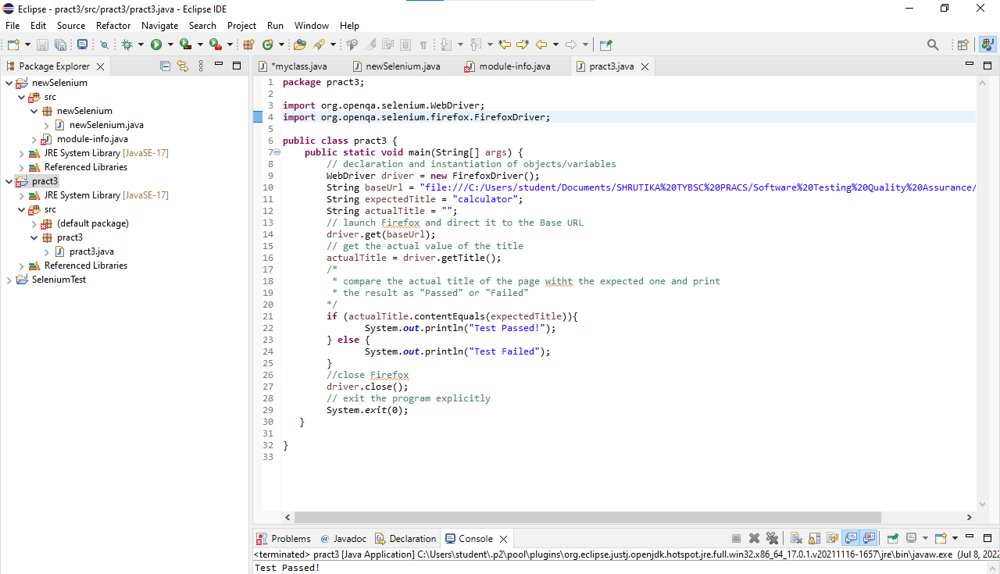 Eclipse - pract3/src/pract3/pract3.java - Eclipse IDE
File Edit Source Refactor Navigate Search Project Run Window Help
Package Explorer
*myclass.java newSelenium.java module-info.java pract3.java
newSelenium
src
newSelenium
newSelenium.java
module-info.java
JRE System Library [JavaSE-17]
Referenced Libraries
pract3
JRE System Library [JavaSE-17]
src
(default package)
pract3
pract3.java
Referenced Libraries
SeleniumTest
1 package pract3;
2
3 import org.openqa.selenium.WebDriver;
4 import org.openqa.selenium.firefox.FirefoxDriver;
5
6 public class pract3 {
7 public static void main(String[] args) {
8 // declaration and instantiation of objects/variables
9 WebDriver driver = new FirefoxDriver();
10 String baseUrl = "file:///C:/Users/student/Documents/SHRUTIKA%20TYBSC%20PRACS/Software%20Testing%20Quality%20Assurance/
11 String expectedTitle = "calculator";
12 String actualTitle = "";
13 // launch Firefox and direct it to the Base URL
14 driver.get(baseUrl);
15 // get the actual value of the title
16 actualTitle = driver.getTitle();
17 /*
18 * compare the actual title of the page witht the expected one and print
19 * the result as "Passed" or "Failed"
20 */
21 if (actualTitle.contentEquals(expectedTitle)){
22 System.out.println("Test Passed!");
23 } else {
24 System.out.println("Test Failed");
25 }
26 //close Firefox
27 driver.close();
28 // exit the program explicitly
29 System.exit(0);
30 }
31
32 }
33
Problems @ Javadoc Declaration Console
<terminated> pract3 [Java Application] C:\Users\student\.p2\pool\plugins\org.eclipse.justj.openjdk.hotspot.jre.full.win32.x86_64_17.0.1.v20211116-1657\jre\bin\javaw.exe (Jul 8, 2022
Test Passed!